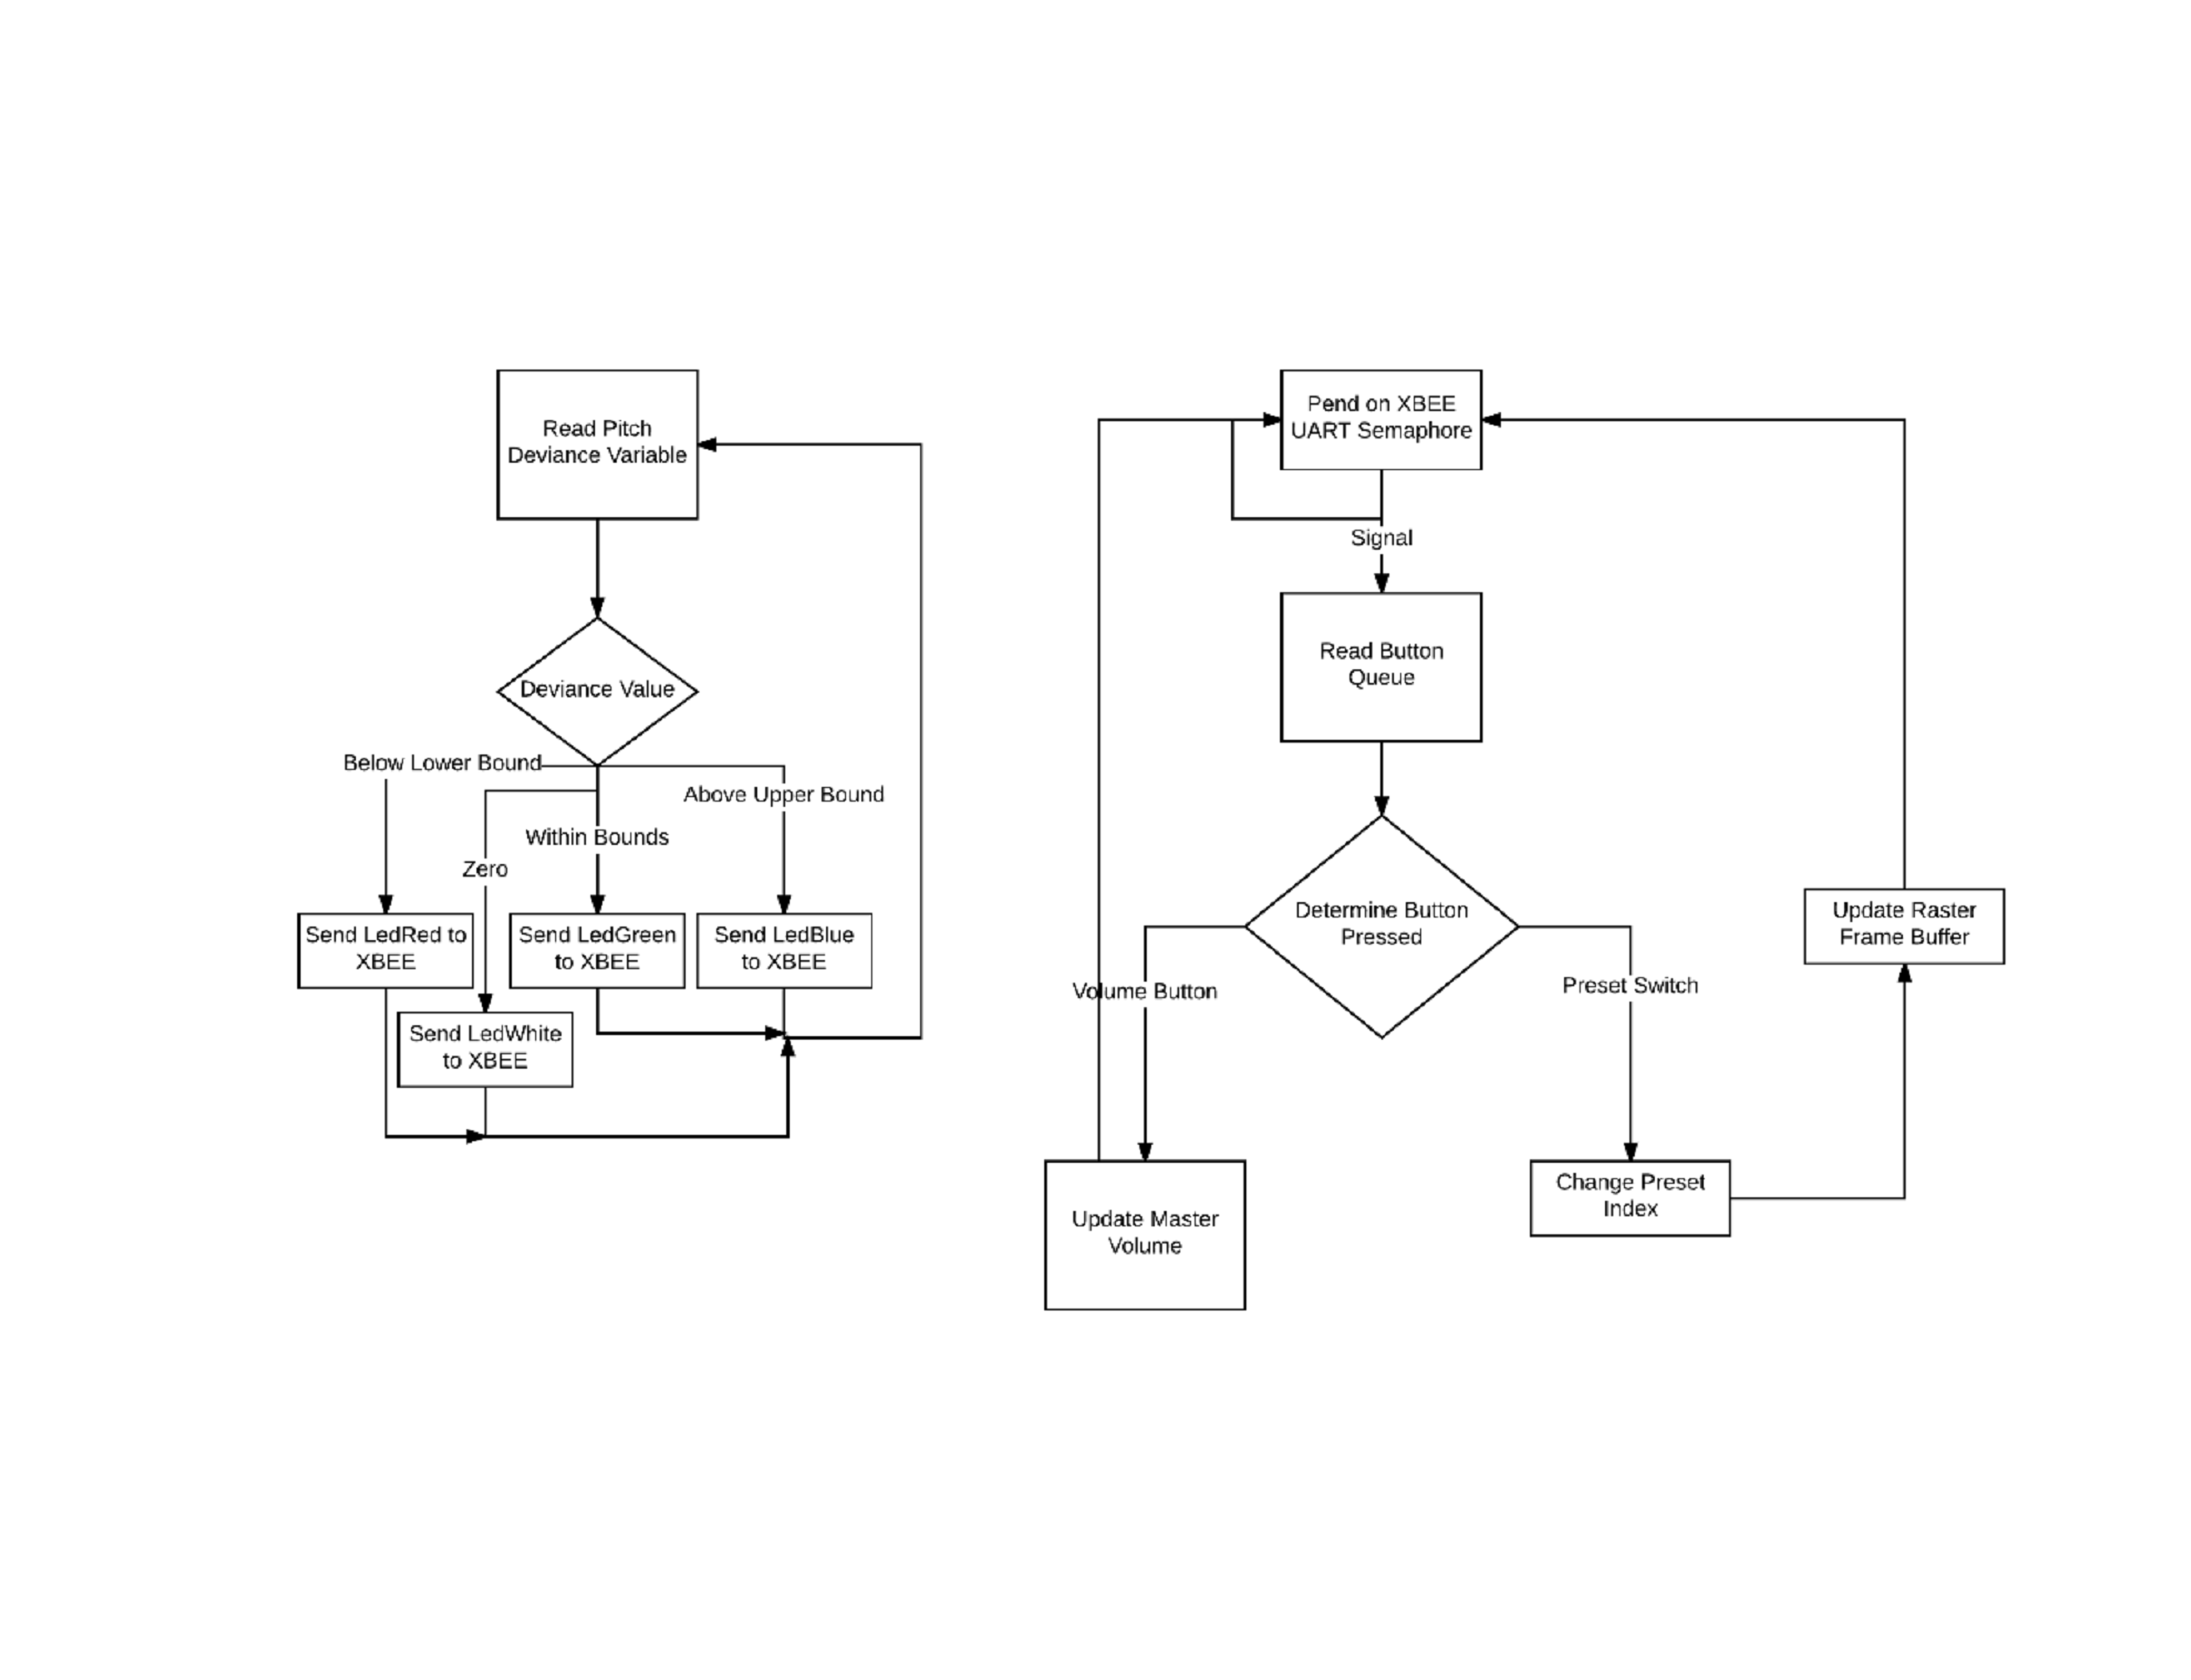 Read Pitch
Deviance Variable
Deviance Value
Below Lower Bound
Above Upper Bound
Within Bounds
Zero
Send LedRed to
XBEE
Send LedGreen
to XBEE
Send LedBlue
to XBEE
Send LedWhite
to XBEE
Pend on XBEE
UART Semaphore
Signal
Read Button
Queue
Determine Button
Pressed
Volume Button
Preset Switch
Update Raster
Frame Buffer
Update Master
Volume
Change Preset
Index